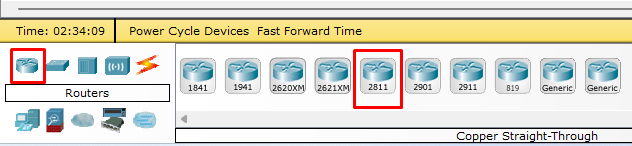 Time: 02:34:09 Power Cycle Devices Fast Forward Time
Routers
1841 1941 2620XM 2621XM 2811 2901 2911 819 Generic Generic
Copper Straight-Through